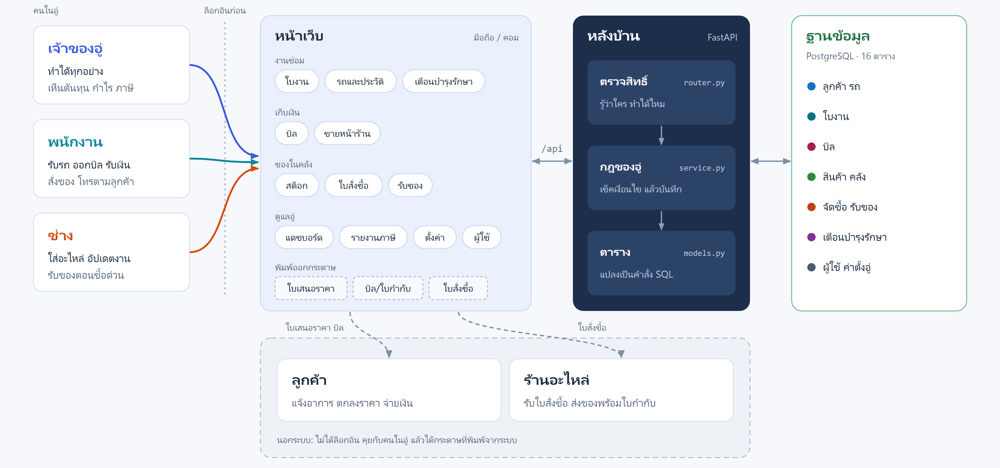 คนในอู่
เจ้าของอู่
ทำได้ทุกอย่าง
เห็นต้นทุน กำไร ภาษี
พนักงาน
รับรถ ออกบิล รับเงิน
สั่งของ โทรตามลูกค้า
ช่าง
ใส่อะไหล่ อัปเดตงาน
รับของตอนซื้อด่วน
ล็อกอินก่อน
หน้าเว็บ
มือถือ / คอม
งานซ่อม
ใบงาน
รถและประวัติ
เตือนบำรุงรักษา
เก็บเงิน
บิล
ขายหน้าร้าน
ของในคลัง
สต็อก
ใบสั่งซื้อ
รับของ
ดูแลอู่
แดชบอร์ด
รายงานภาษี
ตั้งค่า
ผู้ใช้
พิมพ์ออกกระดาษ
ใบเสนอราคา
บิล/ใบกำกับ
ใบสั่งซื้อ
/api
หลังบ้าน
FastAPI
ตรวจสิทธิ์
router.py
รู้ว่าใคร ทำได้ไหม
กฎของอู่
service.py
เช็คเงื่อนไข แล้วบันทึก
ตาราง
models.py
แปลงเป็นคำสั่ง SQL
ฐานข้อมูล
PostgreSQL · 16 ตาราง
ลูกค้า รถ
ใบงาน
บิล
สินค้า คลัง
จัดซื้อ รับของ
เตือนบำรุงรักษา
ผู้ใช้ ค่าตั้งอู่
ใบเสนอราคา บิล
ใบสั่งซื้อ
ลูกค้า
แจ้งอาการ ตกลงราคา จ่ายเงิน
ร้านอะไหล่
รับใบสั่งซื้อ ส่งของพร้อมใบกำกับ
นอกระบบ: ไม่ได้ล็อกอิน คุยกับคนในอู่ แล้วได้กระดาษที่พิมพ์จากระบบ